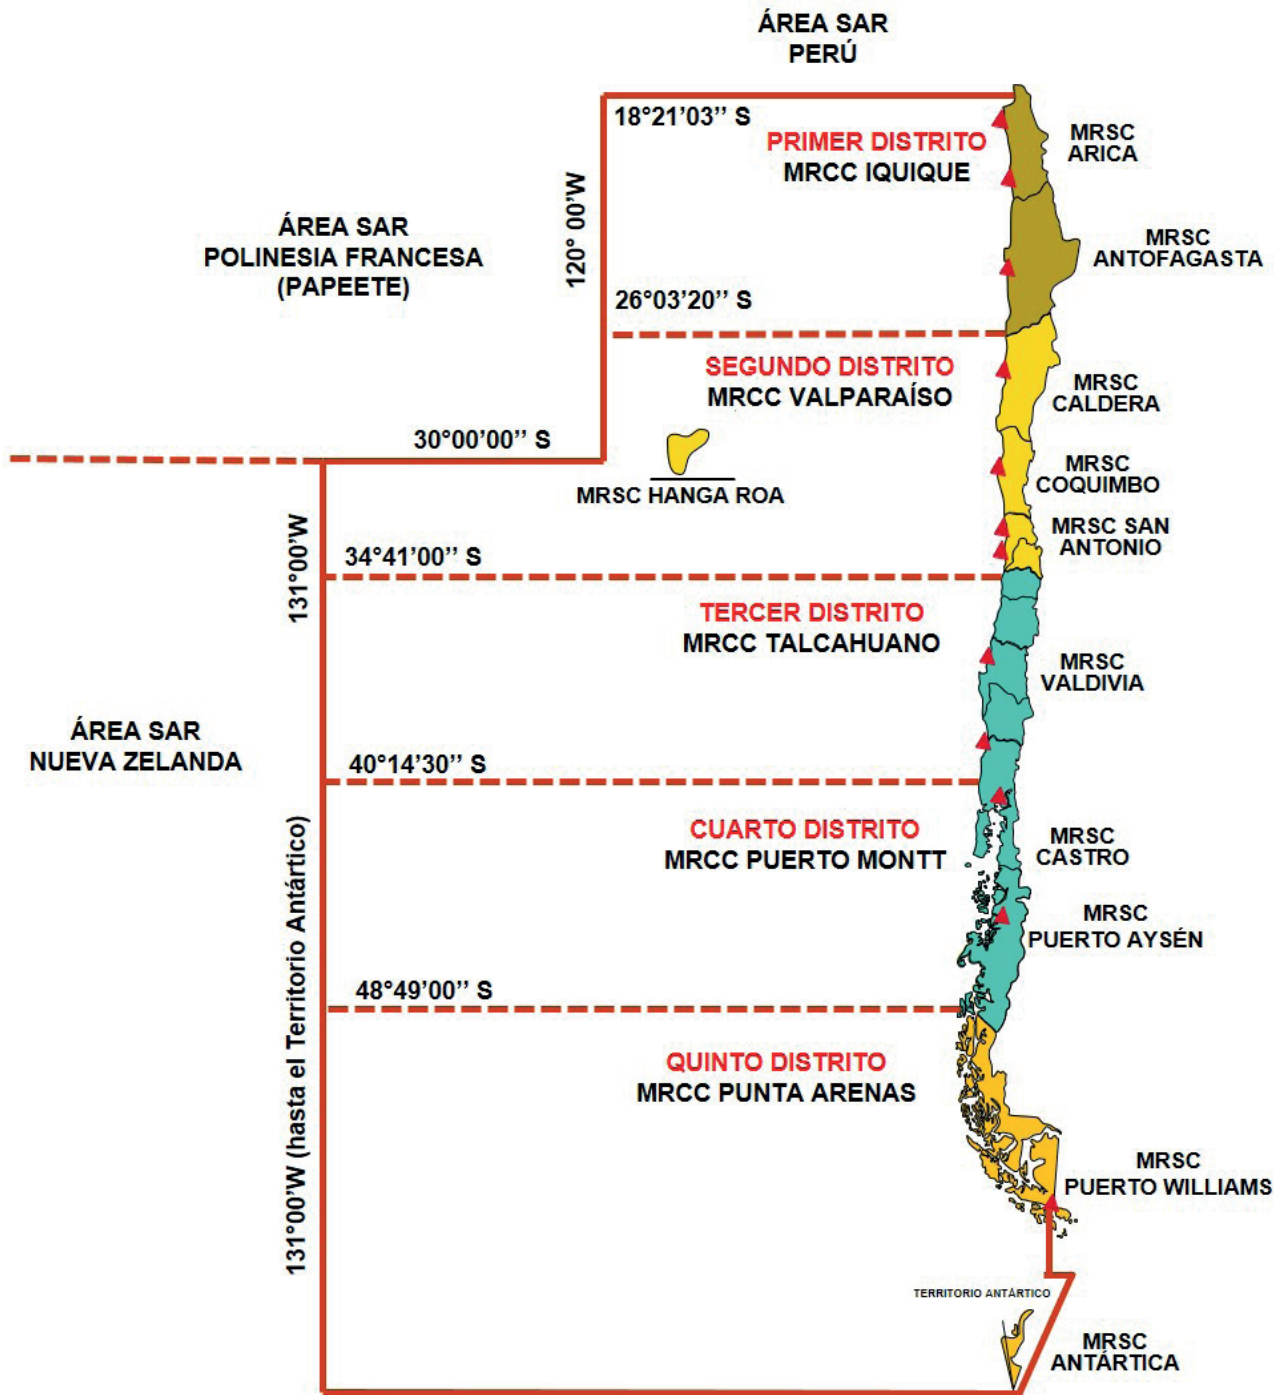 ÁREA SAR
PERÚ
18°21’03’’ S
PRIMER DISTRITO
MRCC IQUIQUE
MRSC
ARICA
120° 00’W
ÁREA SAR
POLINESIA FRANCESA
(PAPEETE)
MRSC
ANTOFAGASTA
26°03’20’’ S
SEGUNDO DISTRITO
MRCC VALPARAÍSO
MRSC
CALDERA
30°00’00’’ S
MRSC HANGA ROA
MRSC
COQUIMBO
MRSC SAN
ANTONIO
131°00’W
34°41’00’’ S
TERCER DISTRITO
MRCC TALCAHUANO
MRSC
VALDIVIA
ÁREA SAR
NUEVA ZELANDA
40°14’30’’ S
CUARTO DISTRITO
MRCC PUERTO MONTT
MRSC
CASTRO
MRSC
PUERTO AYSÉN
131°00’W (hasta el Territorio Antártico)
48°49’00’’ S
QUINTO DISTRITO
MRCC PUNTA ARENAS
MRSC
PUERTO WILLIAMS
TERRITORIO ANTÁRTICO
MRSC
ANTÁRTICA